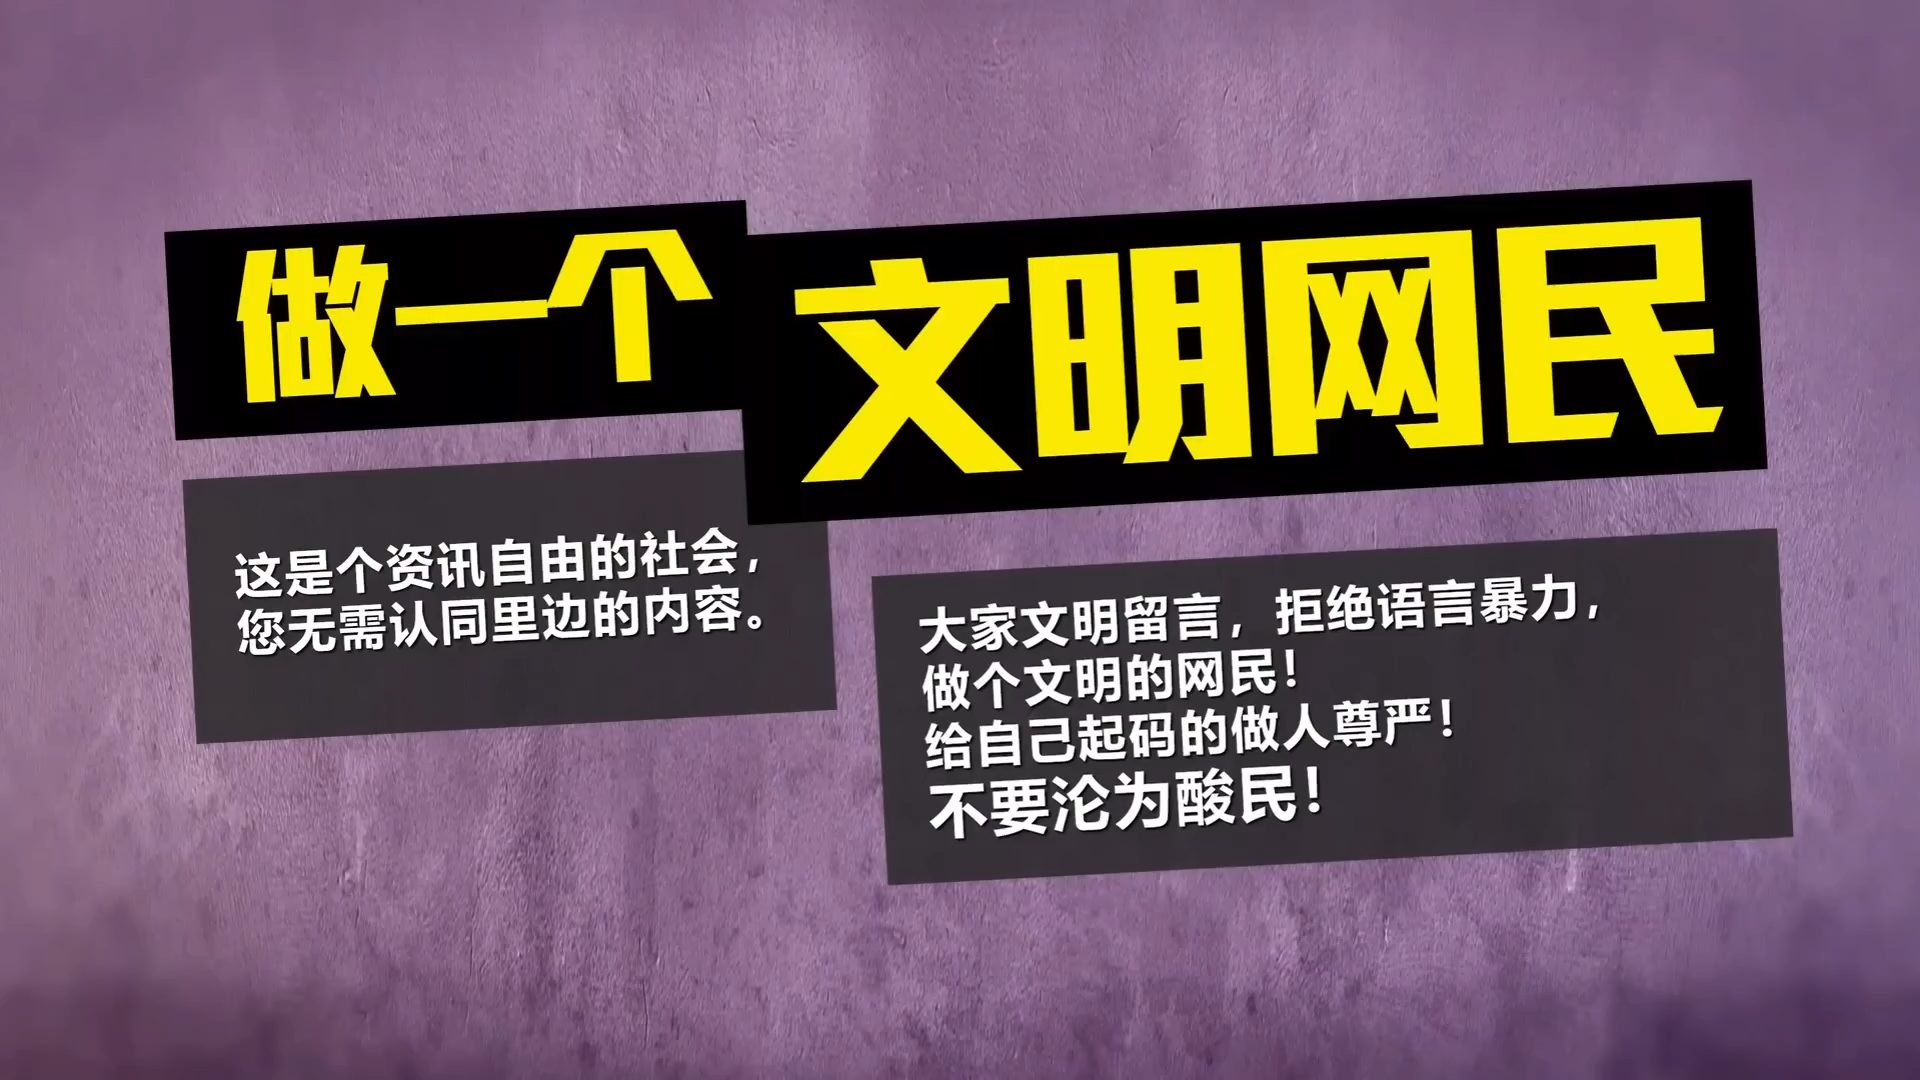 做一个
文明网民
这是个资讯自由的社会，
您无需认同里边的内容。
大家文明留言，拒绝语言暴力，
做个文明的网民！
给自己起码的做人尊严！
不要沦为酸民！